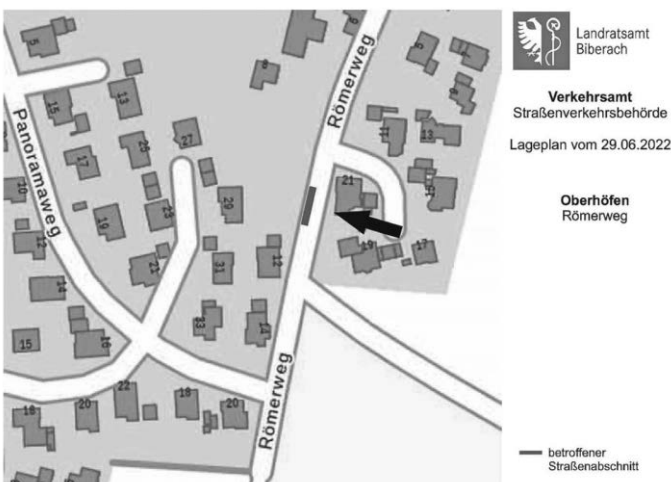 Landratsamt
Biberach
Verkehrsamt
Straßenverkehrsbehörde
Lageplan vom 29.06.2022
Oberhöfen
Römerweg
betroffener
Straßenabschnitt
Panoramaweg
Römerweg
Römerweg
5
15
13
17
25
27
10
19
23
29
12
21
31
12
14
33
14
15
16
22
18
20
18
20
11
13
21
19
17